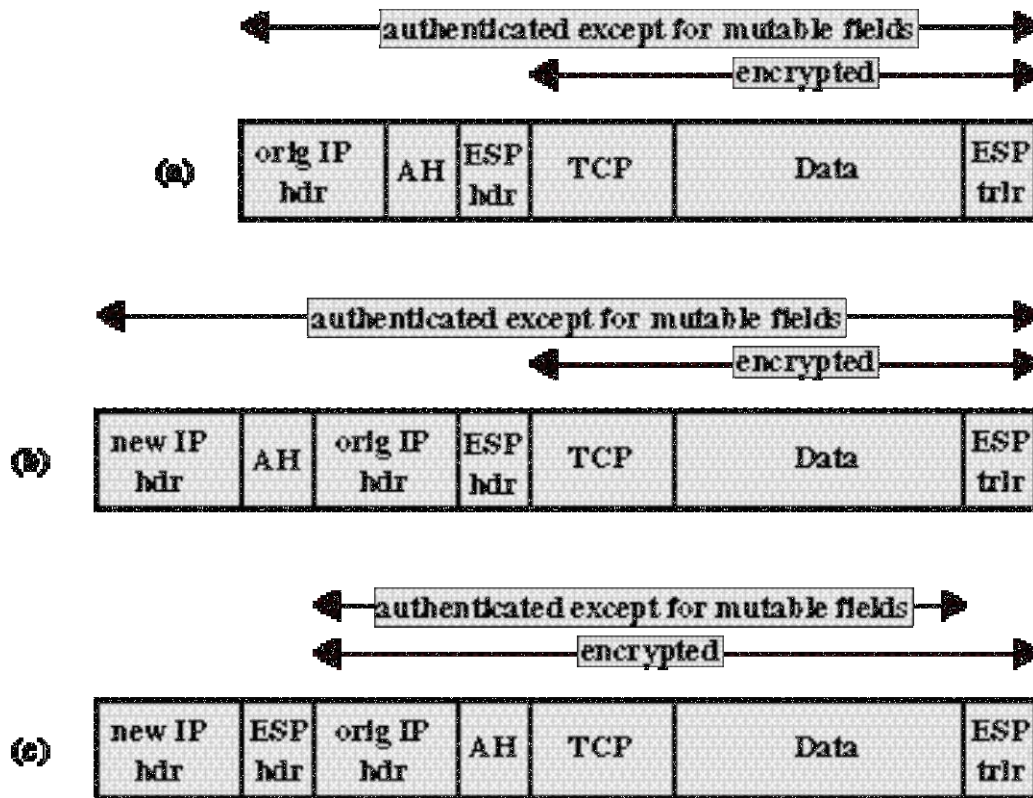 authenticated except for mutable fields
encrypted
(a)
orig IP
hdr
AH
ESP
hdr
TCP
Data
ESP
trlr
authenticated except for mutable fields
encrypted
(b)
new IP
hdr
AH
orig IP
hdr
ESP
hdr
TCP
Data
ESP
trlr
authenticated except for mutable fields
encrypted
(c)
new IP
hdr
ESP
hdr
orig IP
hdr
AH
TCP
Data
ESP
trlr